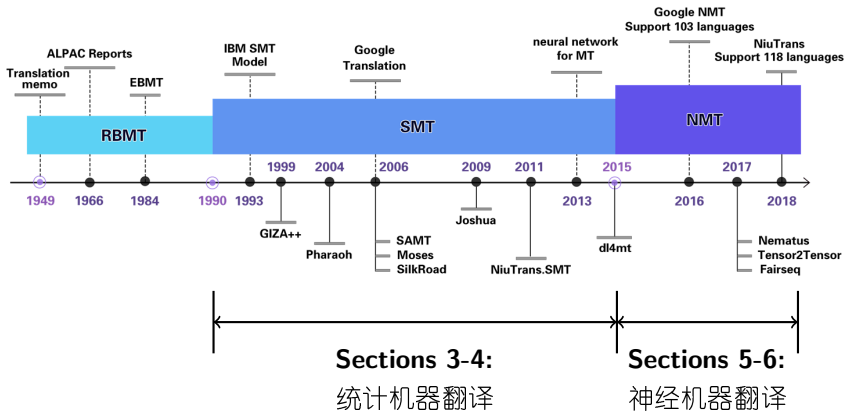 Google NMT
Support 103 languages
ALPAC Reports
IBM SMT
Model
Google
Translation
neural network
for MT
NiuTrans
Support 118 languages
Translation
memo
EBMT
RBMT
SMT
NMT
1999
2004
2006
2009
2011
2015
2017
1949
1966
1984
1990
1993
2013
2016
2018
GIZA++
Pharaoh
SAMT
Moses
SilkRoad
Joshua
NiuTrans.SMT
dl4mt
Nematus
Tensor2Tensor
Fairseq
Sections 3-4:
统计机器翻译
Sections 5-6:
神经机器翻译